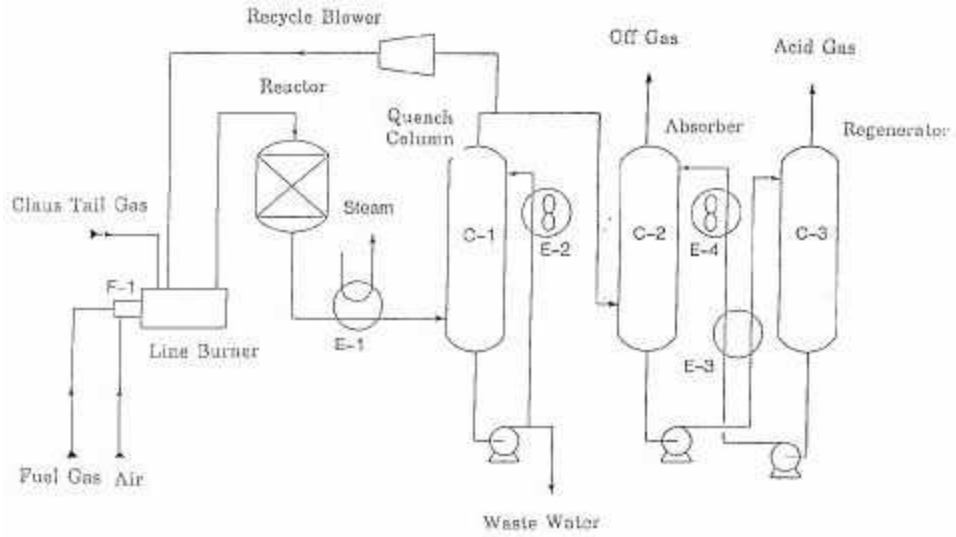 Recycle Blower
Off Gas
Acid Gas
Reactor
Quench
Column
Absorber
Regenerator
Claus Tail Gas
Steam
C-1
E-2
C-2
E-4
C-3
F-1
Line Burner
E-1
E-3
Fuel Gas
Air
Waste Water